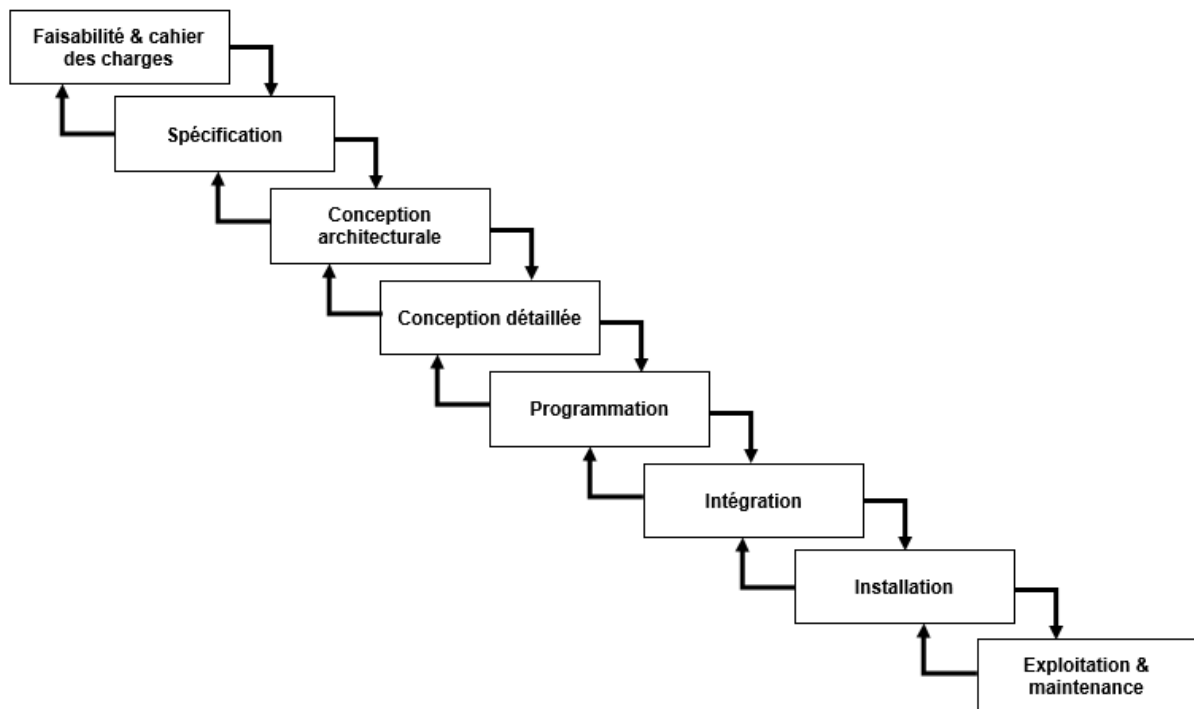 Faisabilité & cahier
des charges
Spécification
Conception
architecturale
Conception détaillée
Programmation
Intégration
Installation
Exploitation &
maintenance